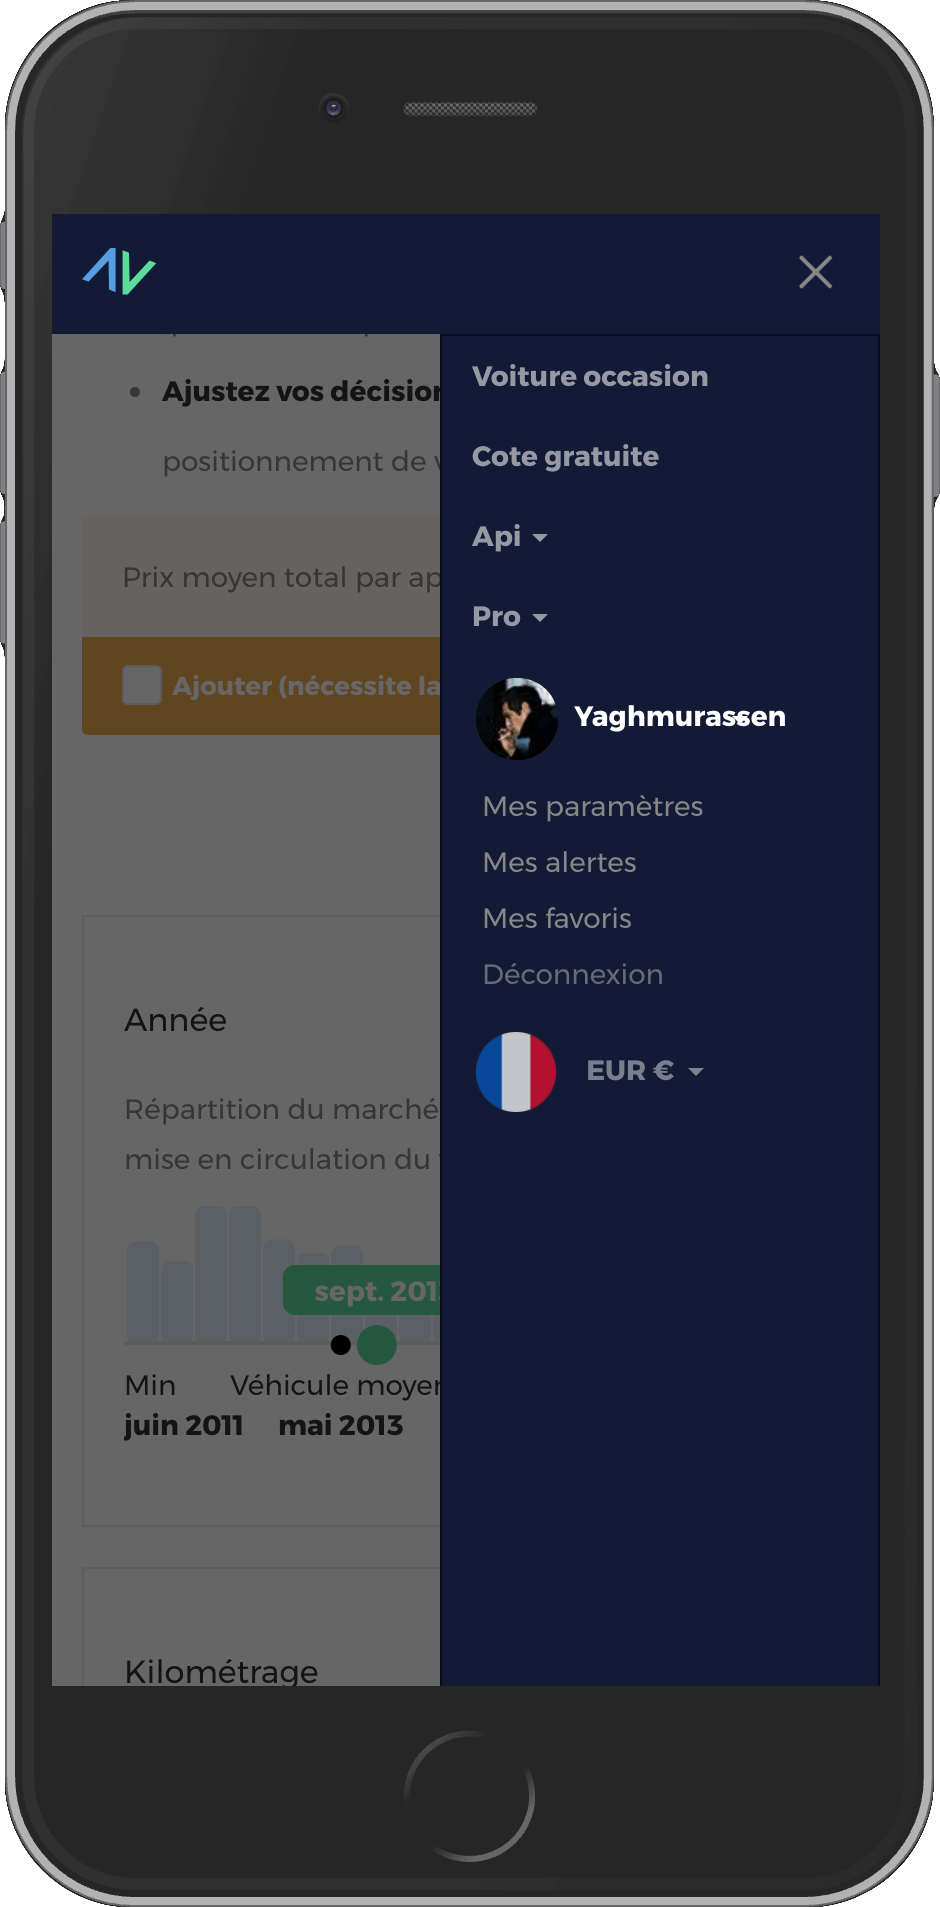 Ajustez vos décision
positionnement de
Prix moyen total par ap
Ajouter (nécessite la
Année
Répartition du marché
mise en circulation du
sept. 201
Min Véhicule moyen
juin 2011 mai 2013
Kilométrage
Voiture occasion
Cote gratuite
Api
Pro
Yaghmurassen
Mes paramètres
Mes alertes
Mes favoris
Déconnexion
EUR €